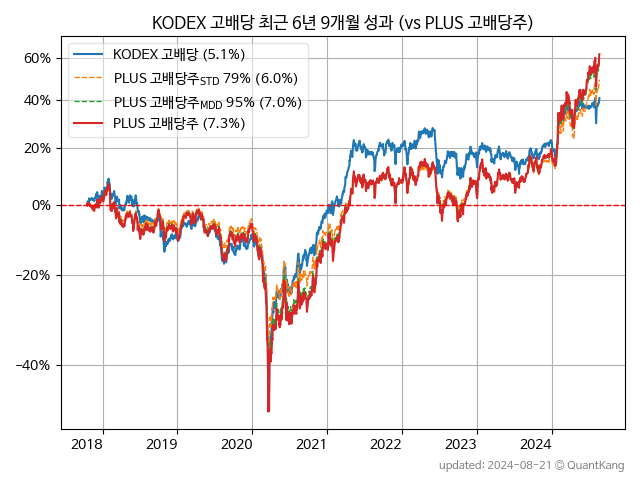 KODEX 고배당 최근 6년 9개월 성과 (vs PLUS 고배당주)
KODEX 고배당 (5.1%)
PLUS 고배당주STD 79% (6.0%)
PLUS 고배당주MDD 95% (7.0%)
PLUS 고배당주 (7.3%)
60%
40%
20%
0%
−20%
−40%
2018 2019 2020 2021 2022 2023 2024
updated: 2024-08-21 © QuantKang